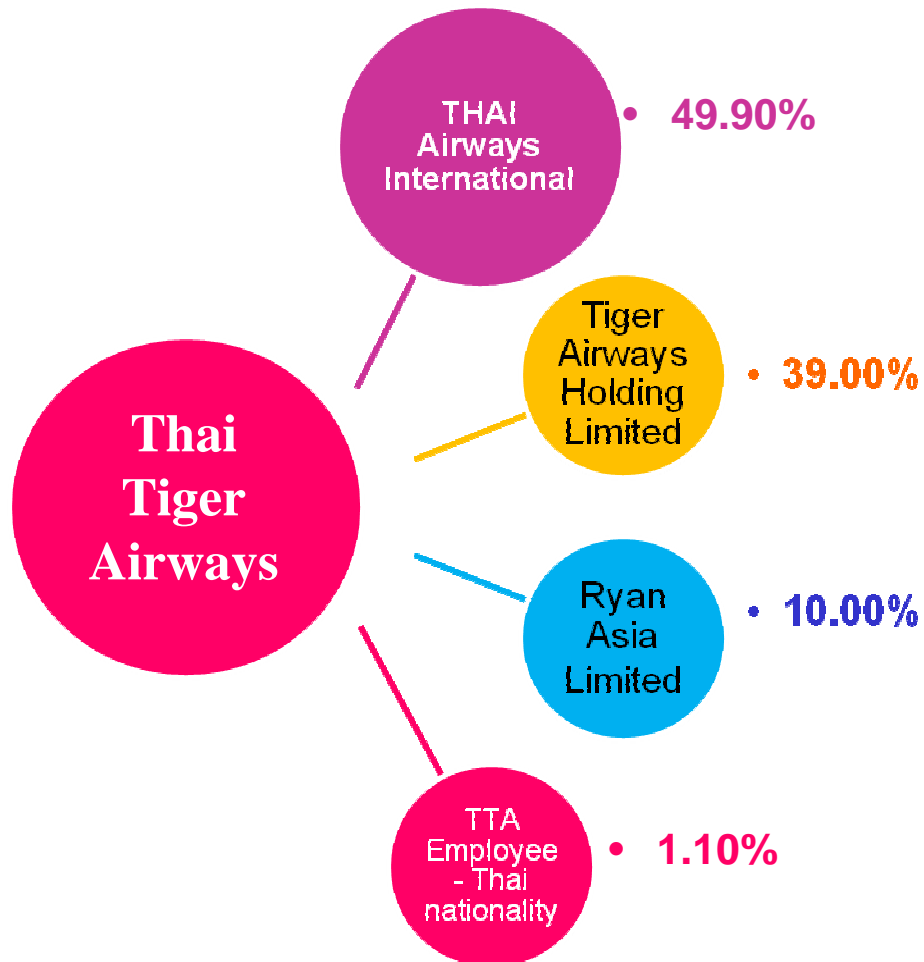 THAI
Airways
International
• 49.90%
Tiger
Airways
Holding
Limited
• 39.00%
Thai
Tiger
Airways
Ryan
Asia
Limited
• 10.00%
TTA
Employee
- Thai
nationality
• 1.10%